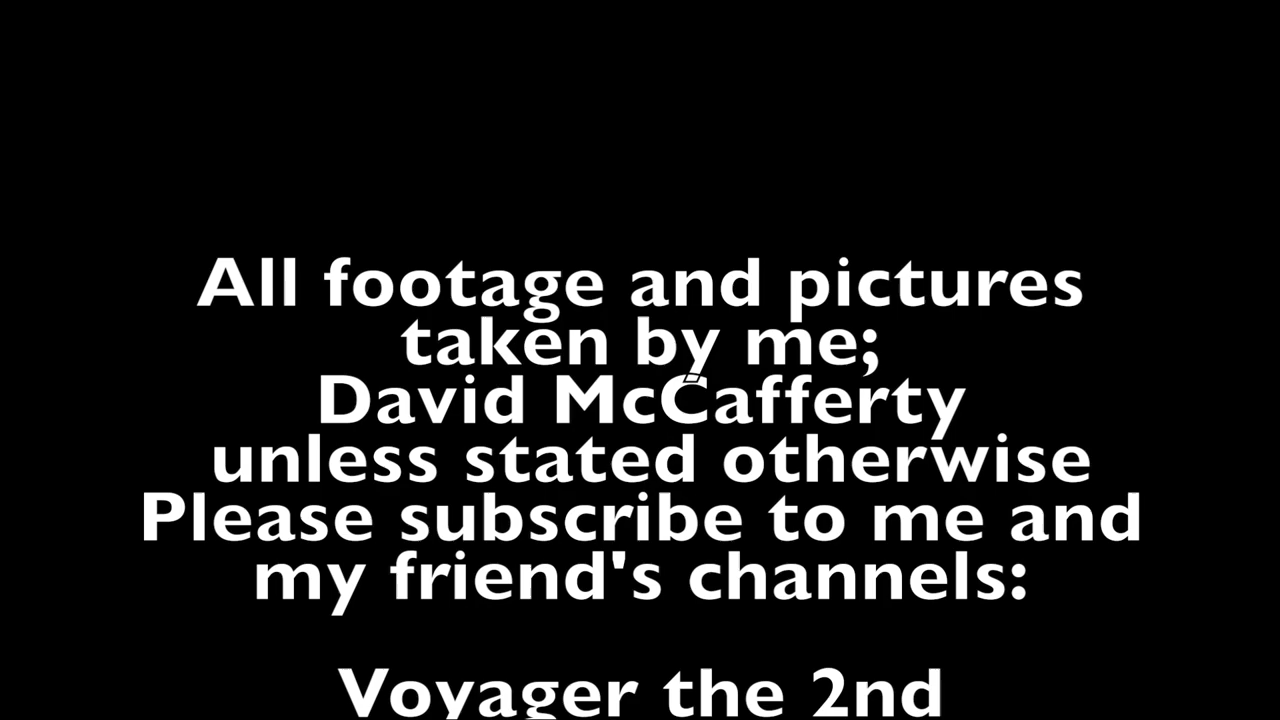 All footage and pictures
taken by me;
David McCafferty
unless stated otherwise
Please subscribe to me and
my friend's channels:
Voyager the 2nd